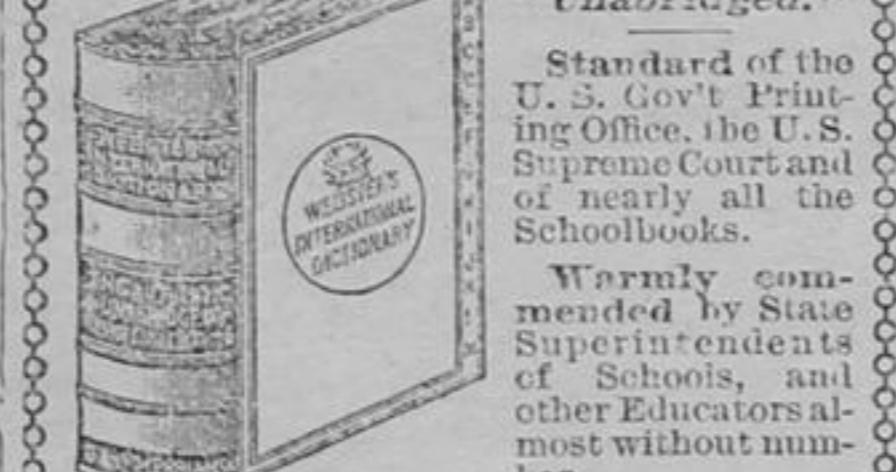 WEBSTER'S
INTERNATIONAL
DICTIONARY
Unabridged.
Standard of the
U. S. Gov't Print-
ing Office, the U. S.
Supreme Court and
of nearly all the
Schoolbooks.
Warmly com-
mended by State
Superintendents
of Schools, and
other Educators al-
most without num-